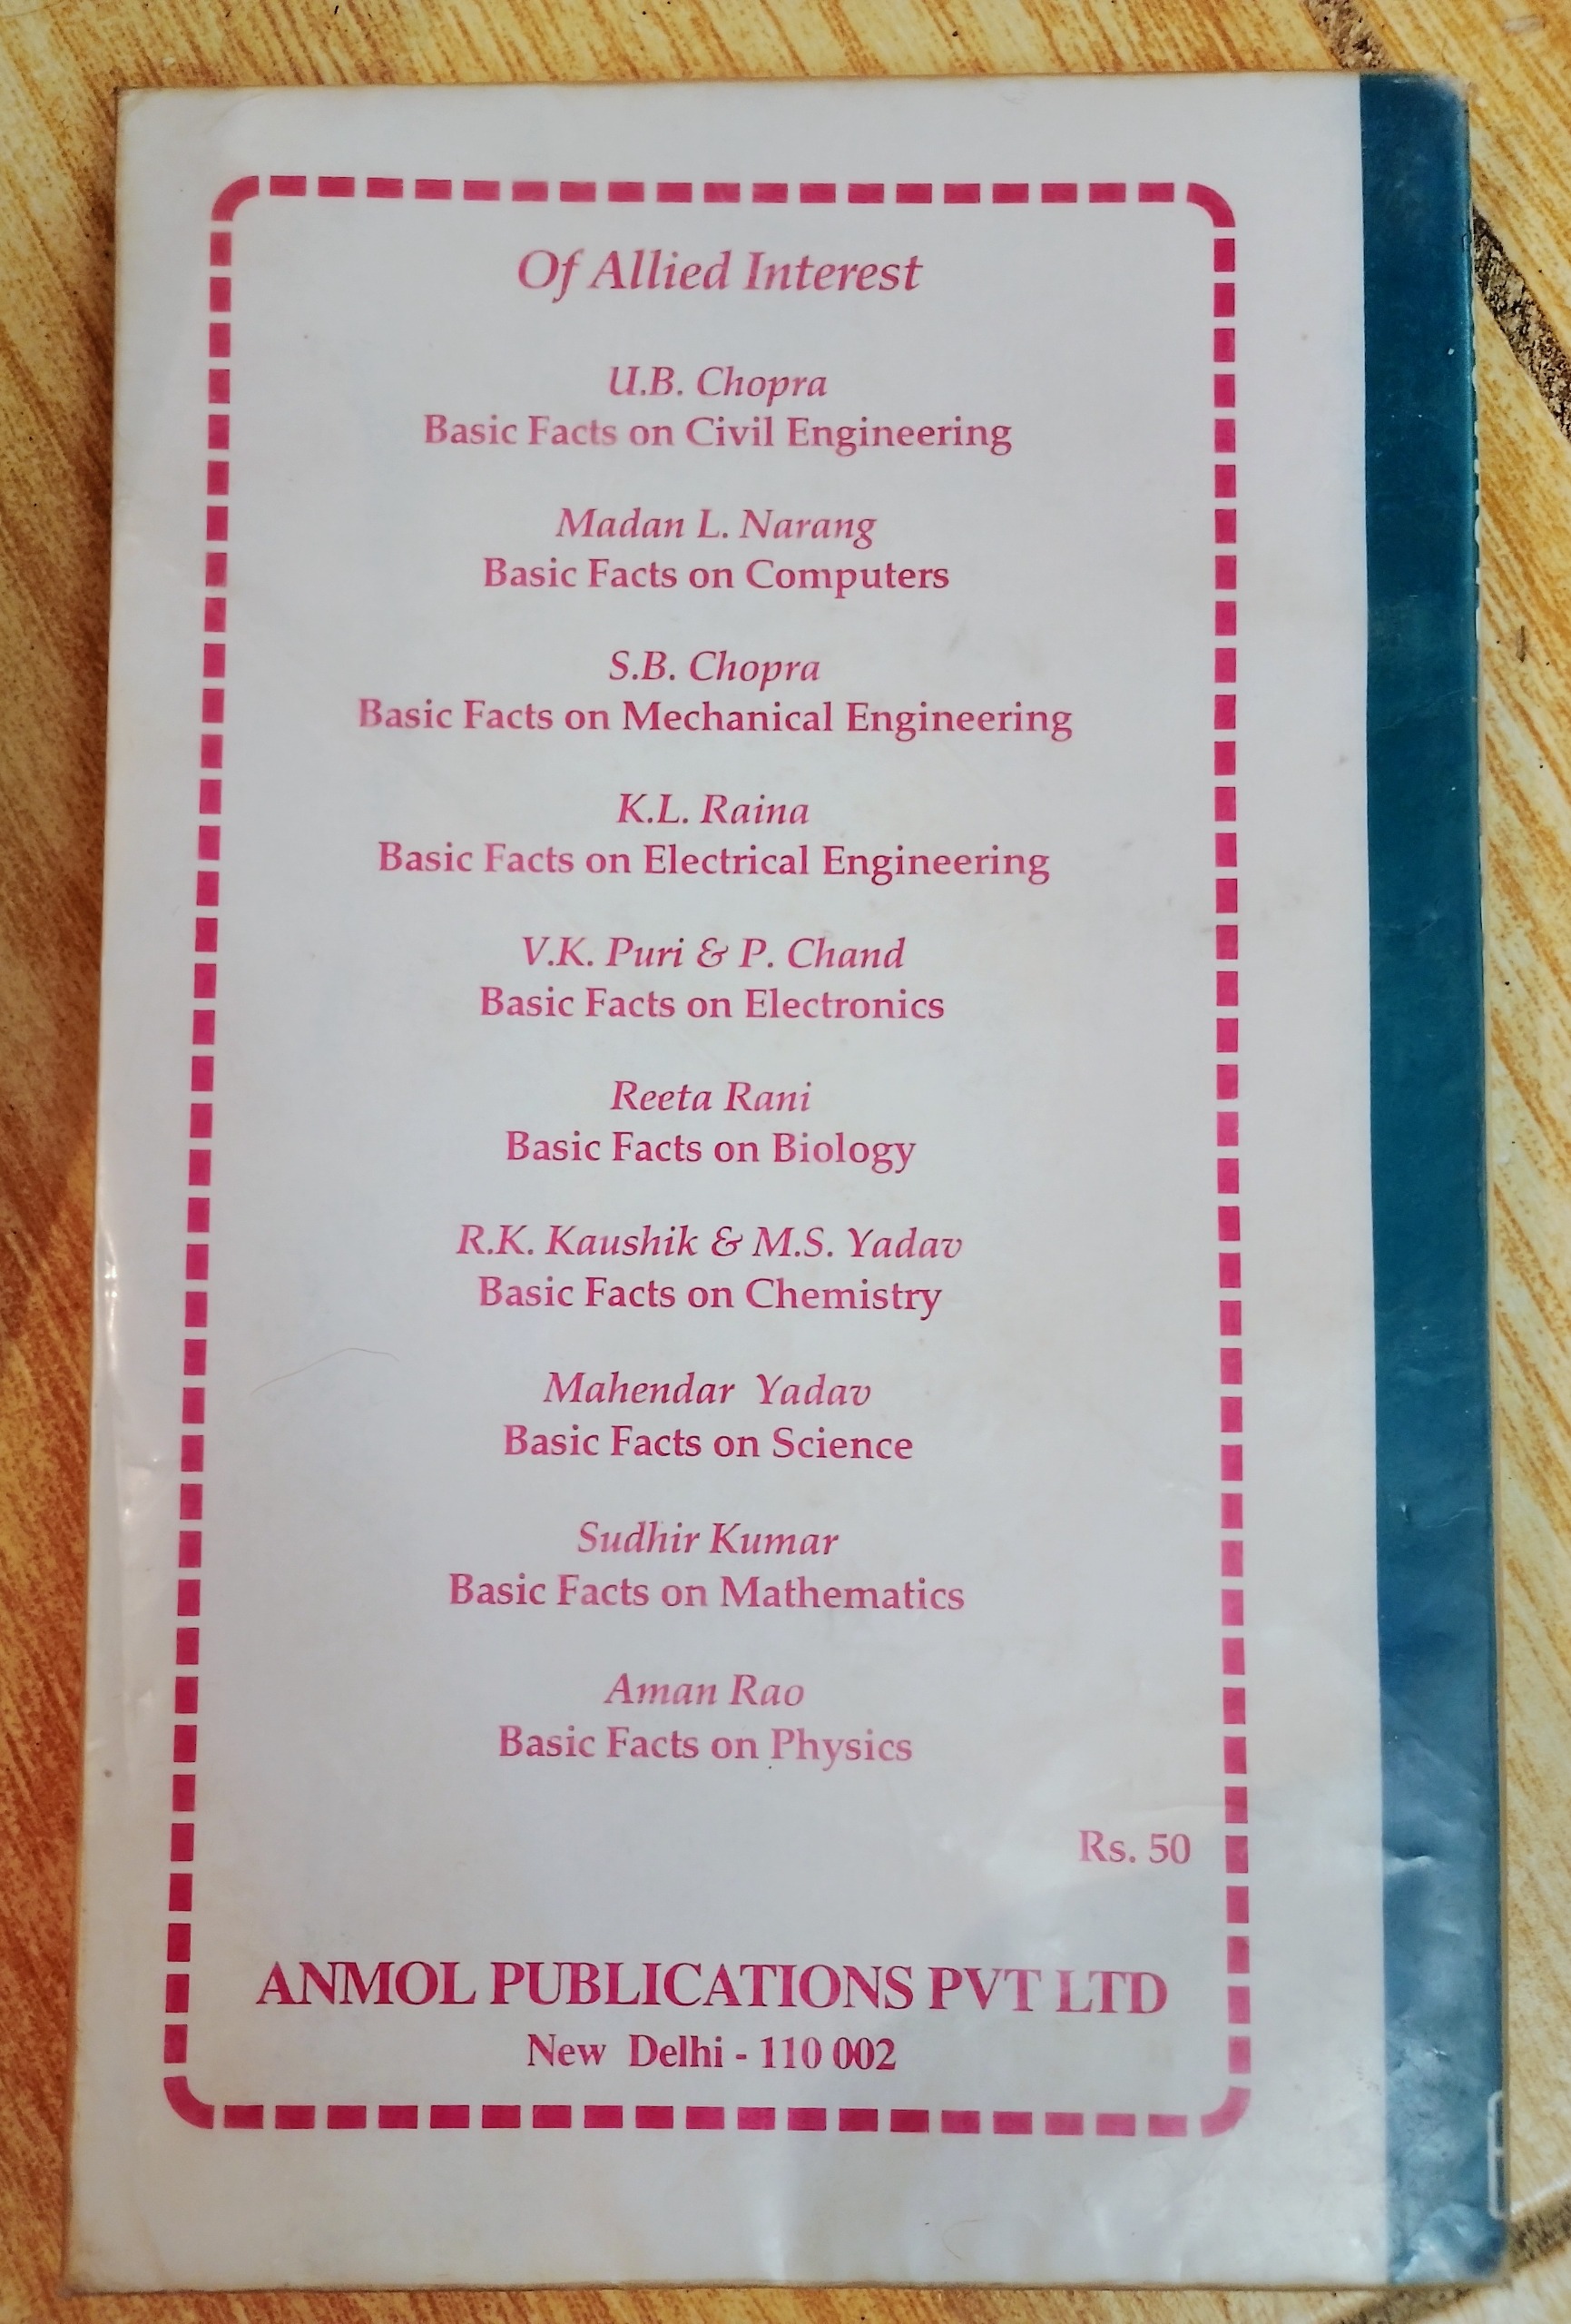 Of Allied Interest
U.B. Chopra
Basic Facts on Civil Engineering
Madan L. Narang
Basic Facts on Computers
S.B. Chopra
Basic Facts on Mechanical Engineering
K.L. Raina
Basic Facts on Electrical Engineering
V.K. Puri & P. Chand
Basic Facts on Electronics
Reeta Rani
Basic Facts on Biology
R.K. Kaushik & M.S. Yadav
Basic Facts on Chemistry
Mahendar Yadav
Basic Facts on Science
Sudhir Kumar
Basic Facts on Mathematics
Aman Rao
Basic Facts on Physics
Rs. 50
ANMOL PUBLICATIONS PVT LTD
New Delhi - 110 002